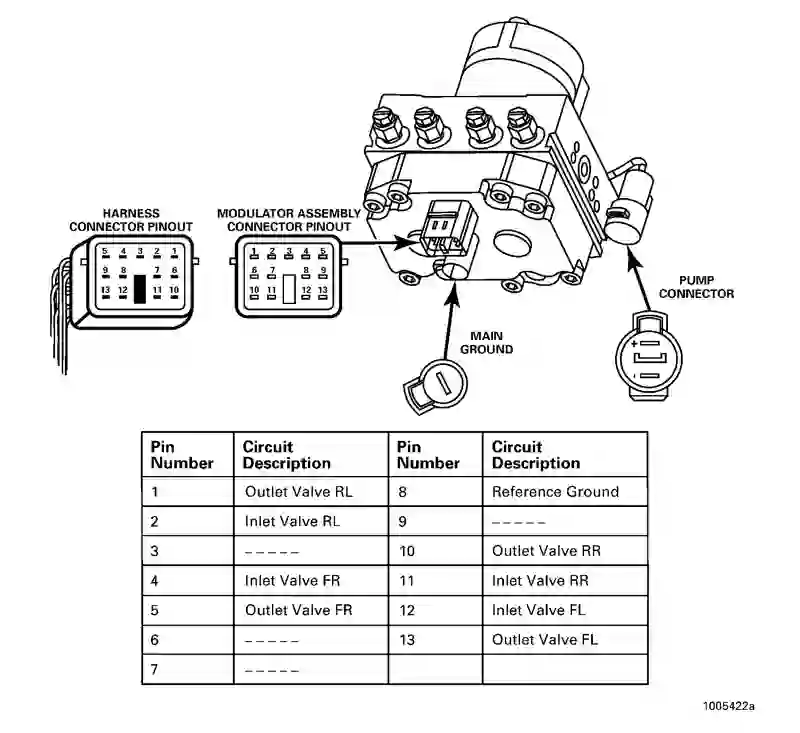 HARNESS
CONNECTOR PINOUT
5 4 3 2 1
9 8 7 6
13 12 11 10
MODULATOR ASSEMBLY
CONNECTOR PINOUT
1 2 3 4 5
6 7 8 9
10 11 12 13
MAIN
GROUND
PUMP
CONNECTOR
+
-
Pin Number Circuit Description Pin Number Circuit Description
1 Outlet Valve RL 8 Reference Ground
2 Inlet Valve RL 9 – – – – –
3 – – – – – 10 Outlet Valve RR
4 Inlet Valve FR 11 Inlet Valve RR
5 Outlet Valve FR 12 Inlet Valve FL
6 – – – – – 13 Outlet Valve FL
7 – – – – –
1005422a